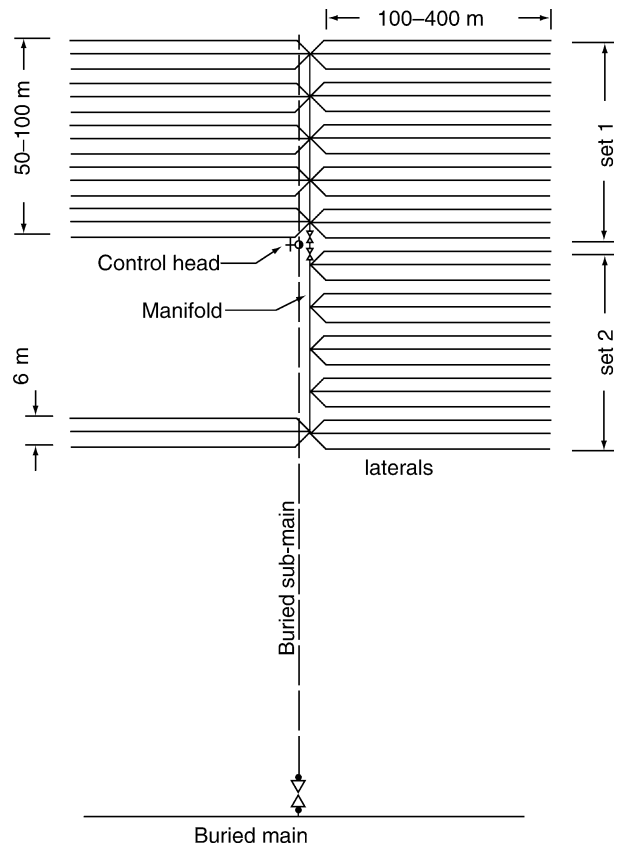 100–400 m
50–100 m
set 1
Control head
Manifold
set 2
6 m
laterals
Buried sub-main
Buried main